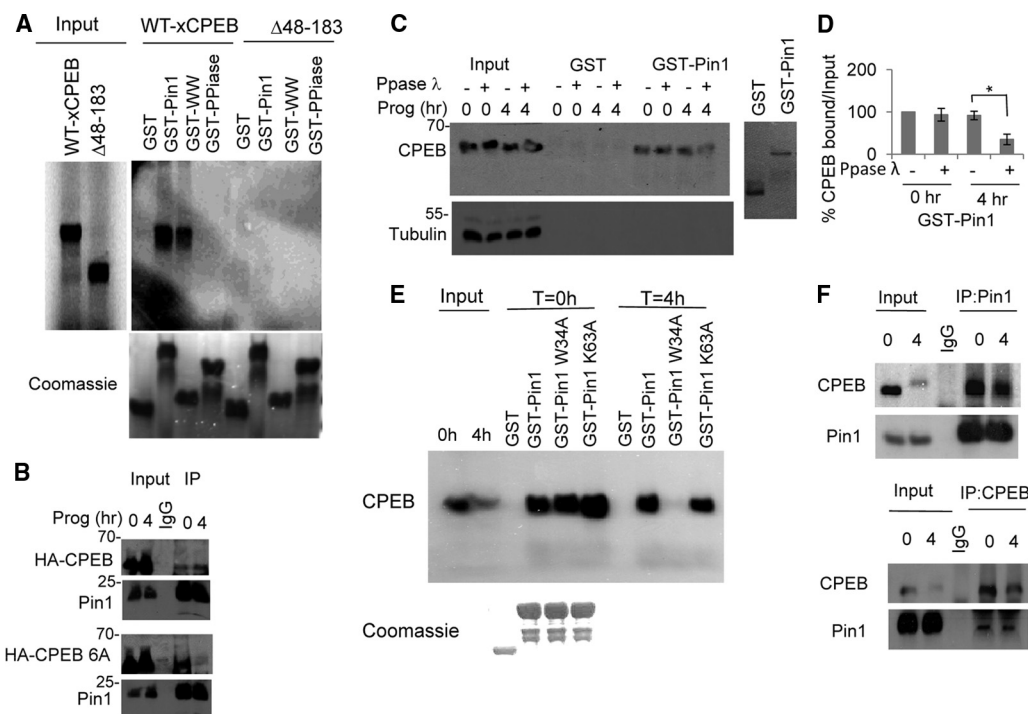 A
Input
WT-xCPEB
Δ48-183
WT-xCPEB
Δ48-183
GST
GST-Pin1
GST-WW
GST-PPiase
GST
GST-Pin1
GST-WW
GST-PPiase
Coomassie
B
Input IP
Prog (hr) 0 4 IgG 0 4
70-
HA-CPEB
25-
Pin1
70-
HA-CPEB 6A
25-
Pin1
C
Input GST GST-Pin1
Ppase λ - + - + - + - + - + - +
Prog (hr) 0 0 4 4 0 0 4 4 0 0 4 4
70-
CPEB
55-
Tubulin
GST
GST-Pin1
D
% CPEB bound/Input
200
100
0
*
Ppase λ - + - +
0 hr 4 hr
GST-Pin1
E
Input T=0h T=4h
0h 4h
GST
GST-Pin1
GST-Pin1 W34A
GST-Pin1 K63A
GST
GST-Pin1
GST-Pin1 W34A
GST-Pin1 K63A
CPEB
Coomassie
F
Input IP:Pin1
0 4 IgG 0 4
CPEB
Pin1
Input IP:CPEB
0 4 IgG 0 4
CPEB
Pin1